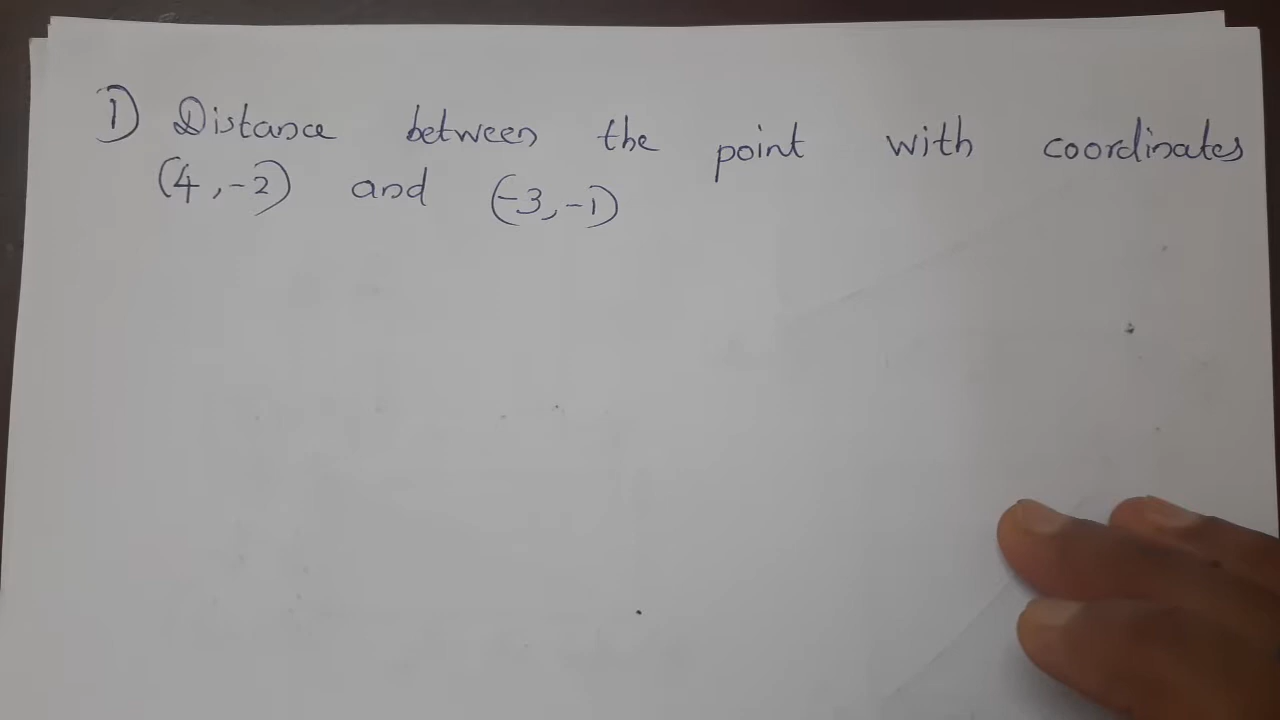 1) Distance between the point with coordinates
(4,-2) and (-3,-1)